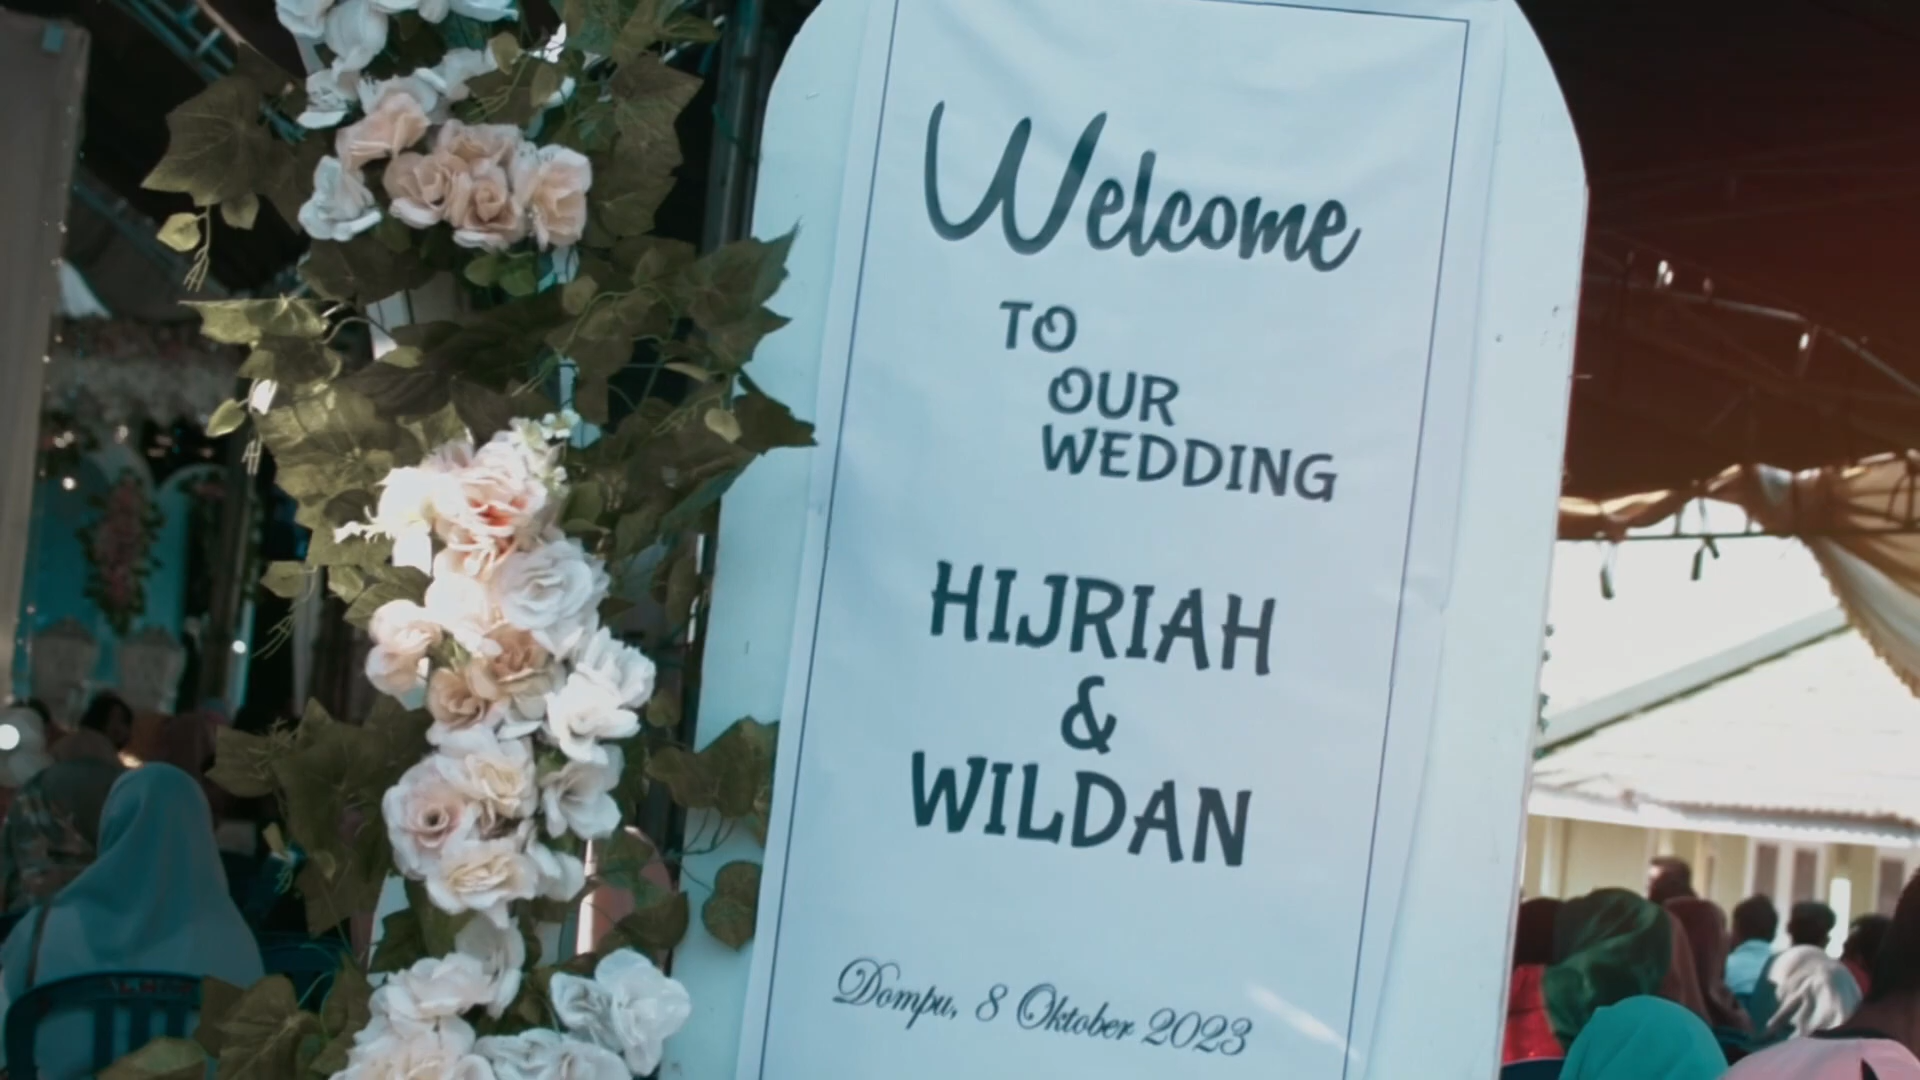 Welcome
TO
OUR
WEDDING
HIJRIAH
&
WILDAN
Dompu, 8 Oktober 2023